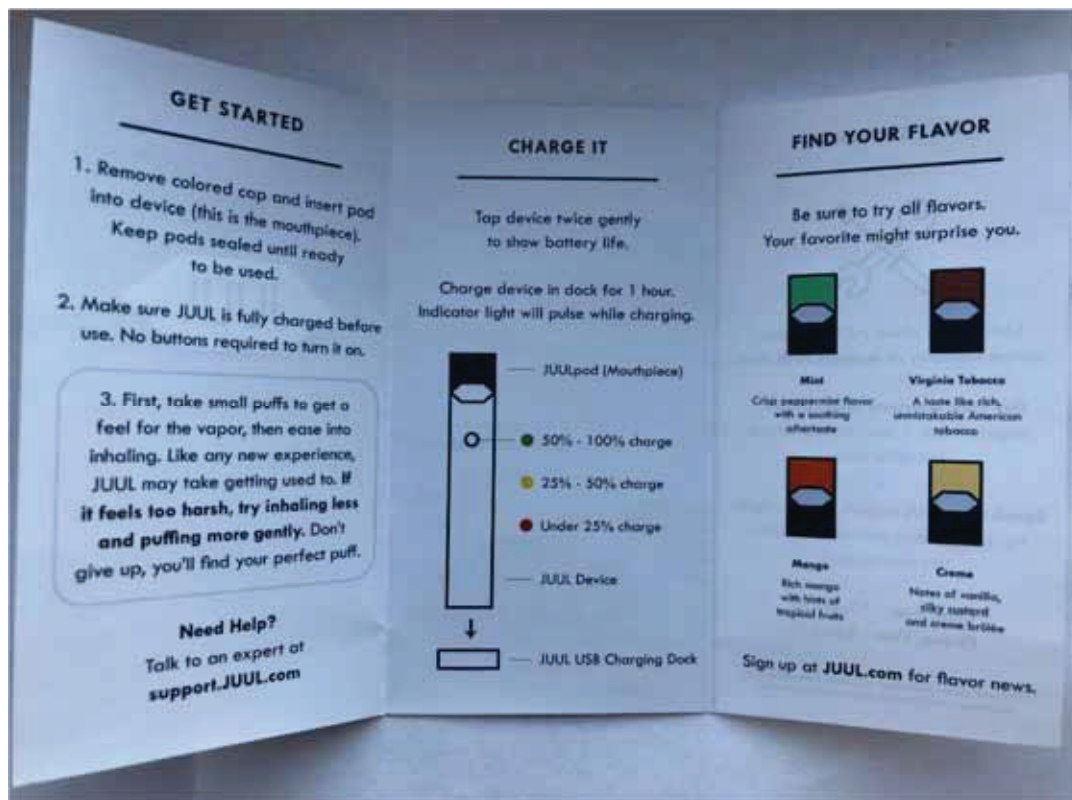 GET STARTED
1. Remove colored cap and insert pod
into device (this is the mouthpiece).
Keep pods sealed until ready
to be used.
2. Make sure JUUL is fully charged before
use. No buttons required to turn it on.
3. First, take small puffs to get a
feel for the vapor, then ease into
inhaling. Like any new experience,
JUUL may take getting used to. If
it feels too harsh, try inhaling less
and puffing more gently. Don't
give up, you'll find your perfect puff.
Need Help?
Talk to an expert at
support.JUUL.com
CHARGE IT
Tap device twice gently
to show battery life.
Charge device in dock for 1 hour.
Indicator light will pulse while charging.
JUULpod (Mouthpiece)
50% - 100% charge
25% - 50% charge
Under 25% charge
JUUL Device
JUUL USB Charging Dock
FIND YOUR FLAVOR
Be sure to try all flavors.
Your favorite might surprise you.
Mint
Crisp peppermint flavor
with a soothing
aftertaste
Virginia Tobacco
A taste like rich,
unmistakable American
tobacco
Mango
Rich mango
with hints of
tropical fruits
Creme
Notes of vanilla,
silky custard
and creme brûlée
Sign up at JUUL.com for flavor news.